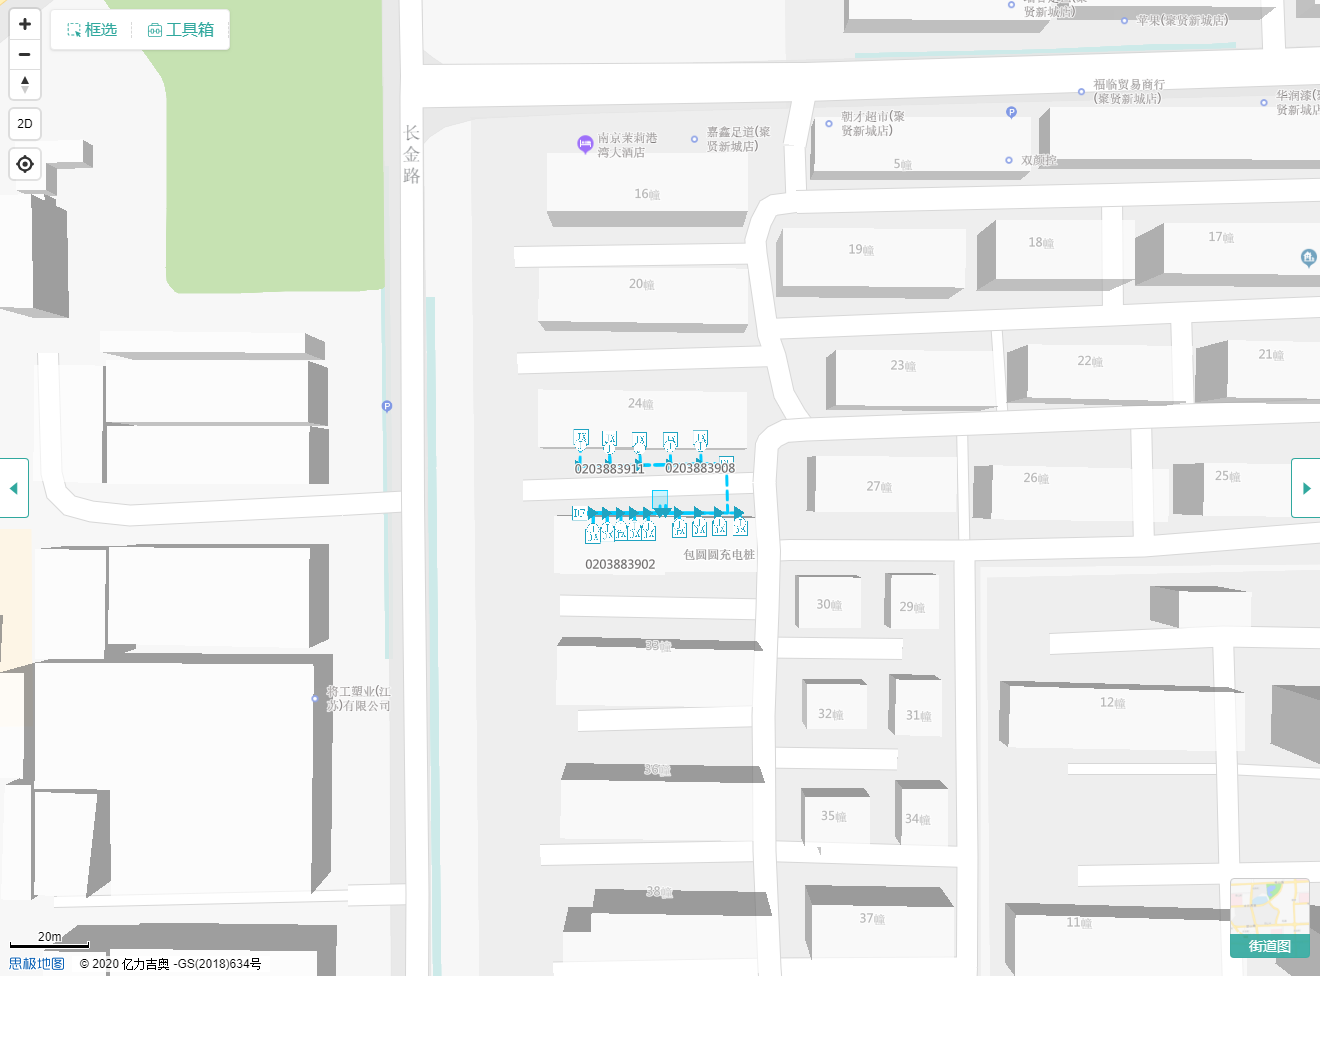 框选
工具箱
2D
长金路
聚
贤新城店)
苹果(聚贤新城店)
福临贸易商行
(聚贤新城店)
华润漆(
贤新城店
朝才超市(聚
贤新城店)
5幢
双颜控
南京茉莉港
湾大酒店
嘉鑫足道(聚
贤新城店)
16幢
19幢
18幢
17幢
20幢
23幢
22幢
21幢
24幢
JX
JX
JX
JX
JX
0203883911
0203883908
27幢
26幢
25幢
包圆圆充电桩
0203883902
30幢
29幢
33幢
将工塑业(江
苏)有限公司
32幢
31幢
12幢
36幢
35幢
34幢
38幢
37幢
11幢
20m
思极地图
© 2020 亿力吉奥 -GS(2018)634号
街道图